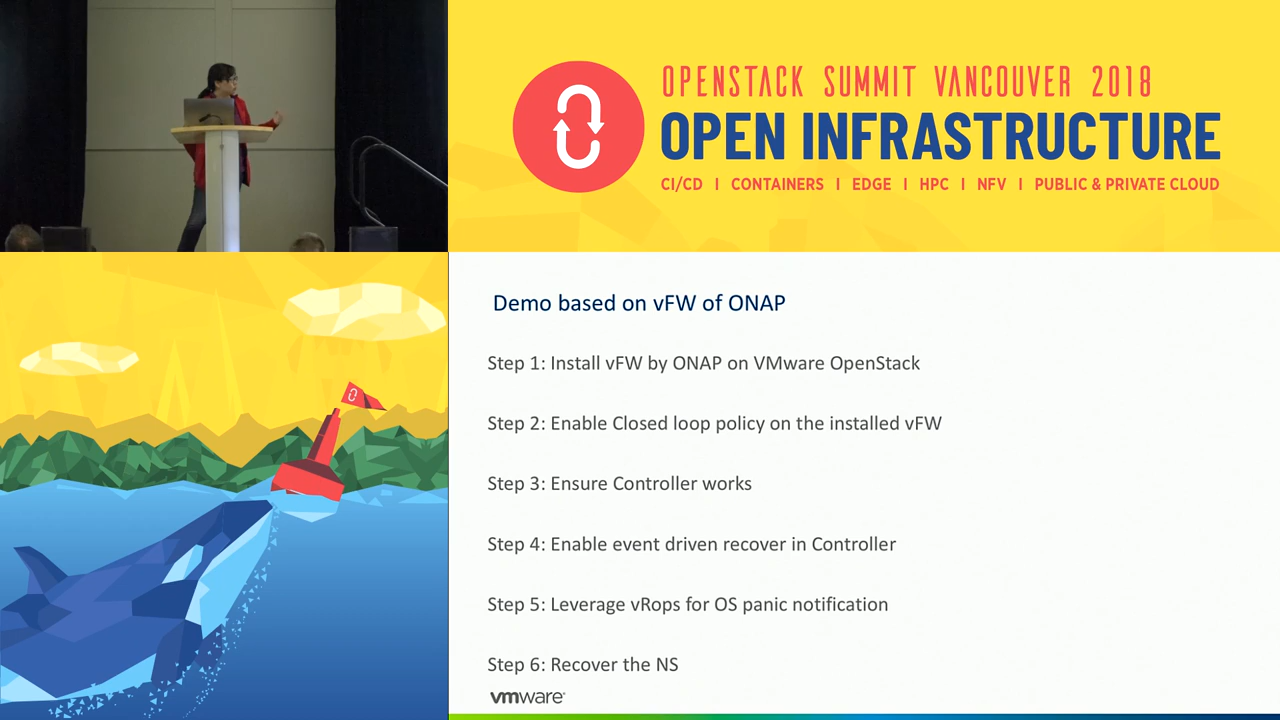 OPENSTACK SUMMIT VANCOUVER 2018
OPEN INFRASTRUCTURE
CI/CD | CONTAINERS | EDGE | HPC | NFV | PUBLIC & PRIVATE CLOUD
Demo based on vFW of ONAP
Step 1: Install vFW by ONAP on VMware OpenStack
Step 2: Enable Closed loop policy on the installed vFW
Step 3: Ensure Controller works
Step 4: Enable event driven recover in Controller
Step 5: Leverage vRops for OS panic notification
Step 6: Recover the NS
vmware